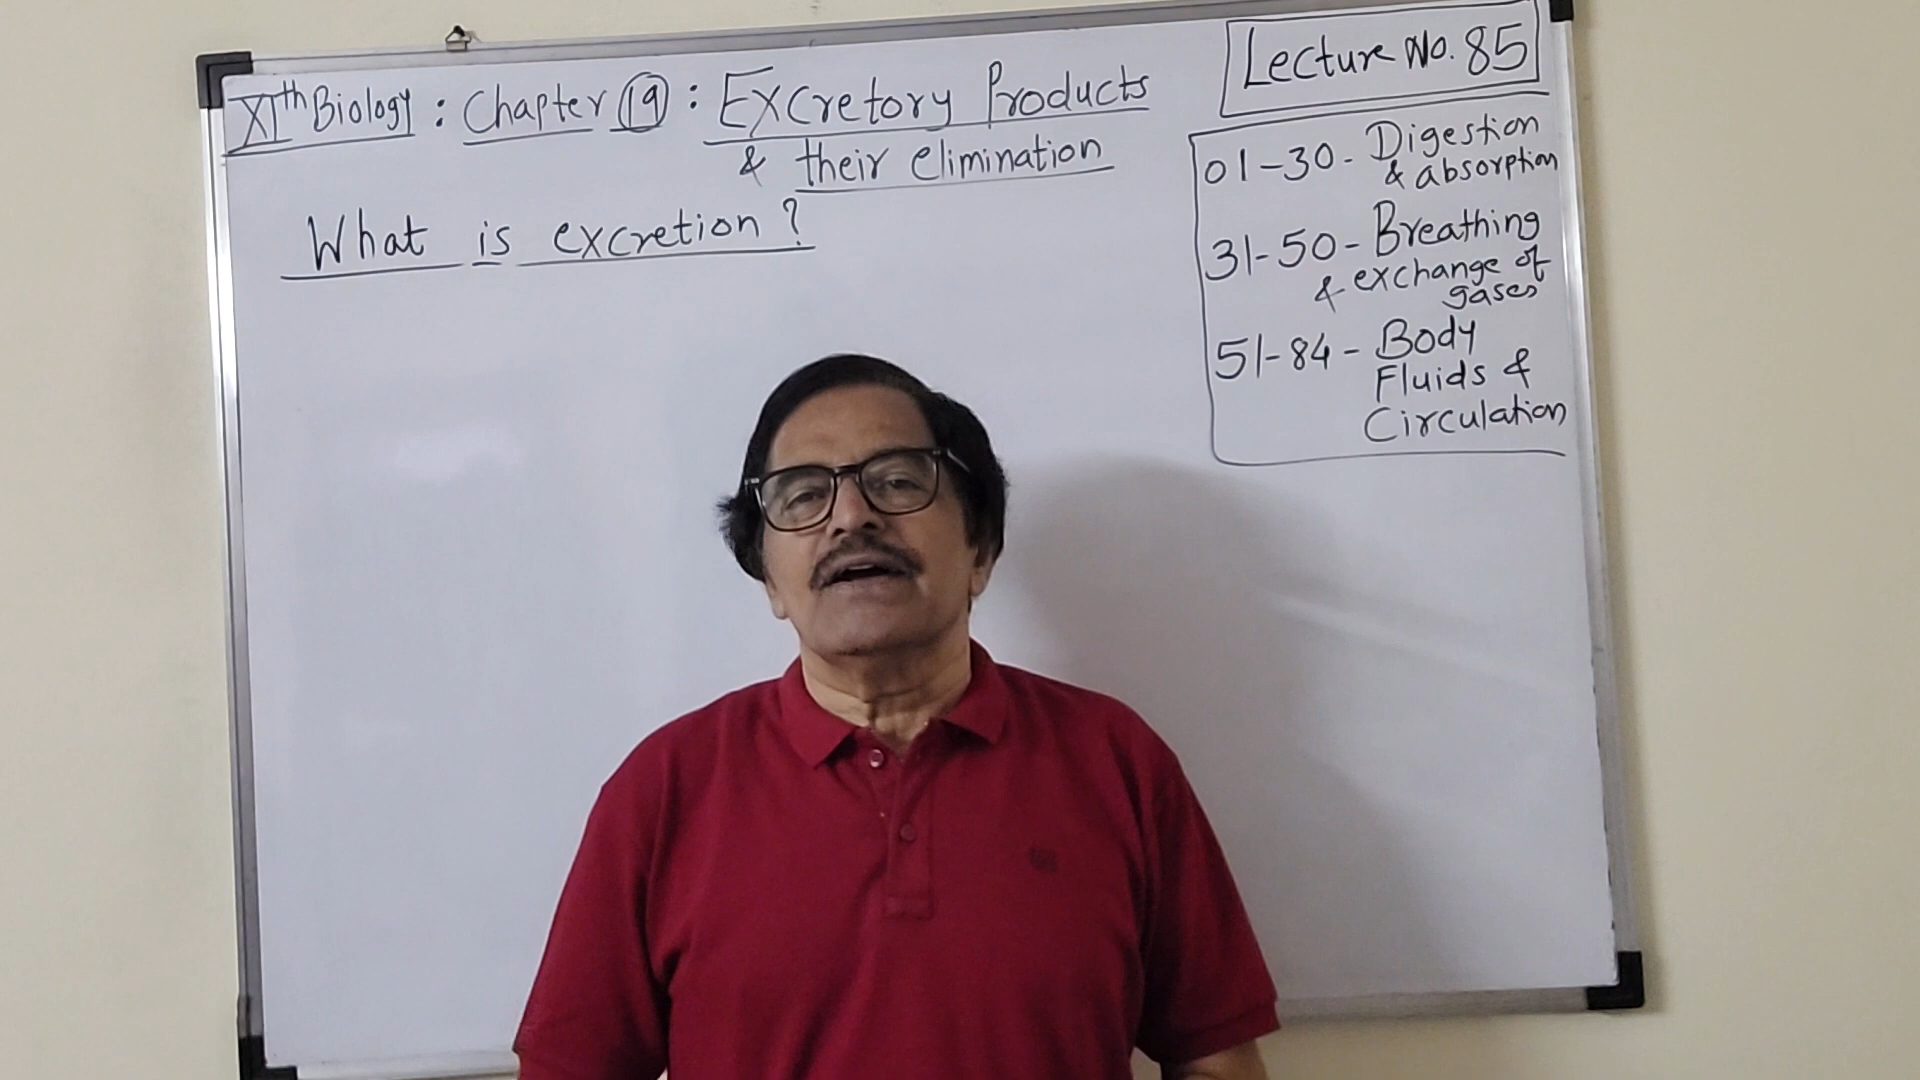 XIth Biology : Chapter 19 : Excretory Products
& their elimination
What is excretion?
Lecture No. 85
01-30- Digestion
& absorption
31-50- Breathing
& exchange of
gases
51-84- Body
Fluids &
Circulation